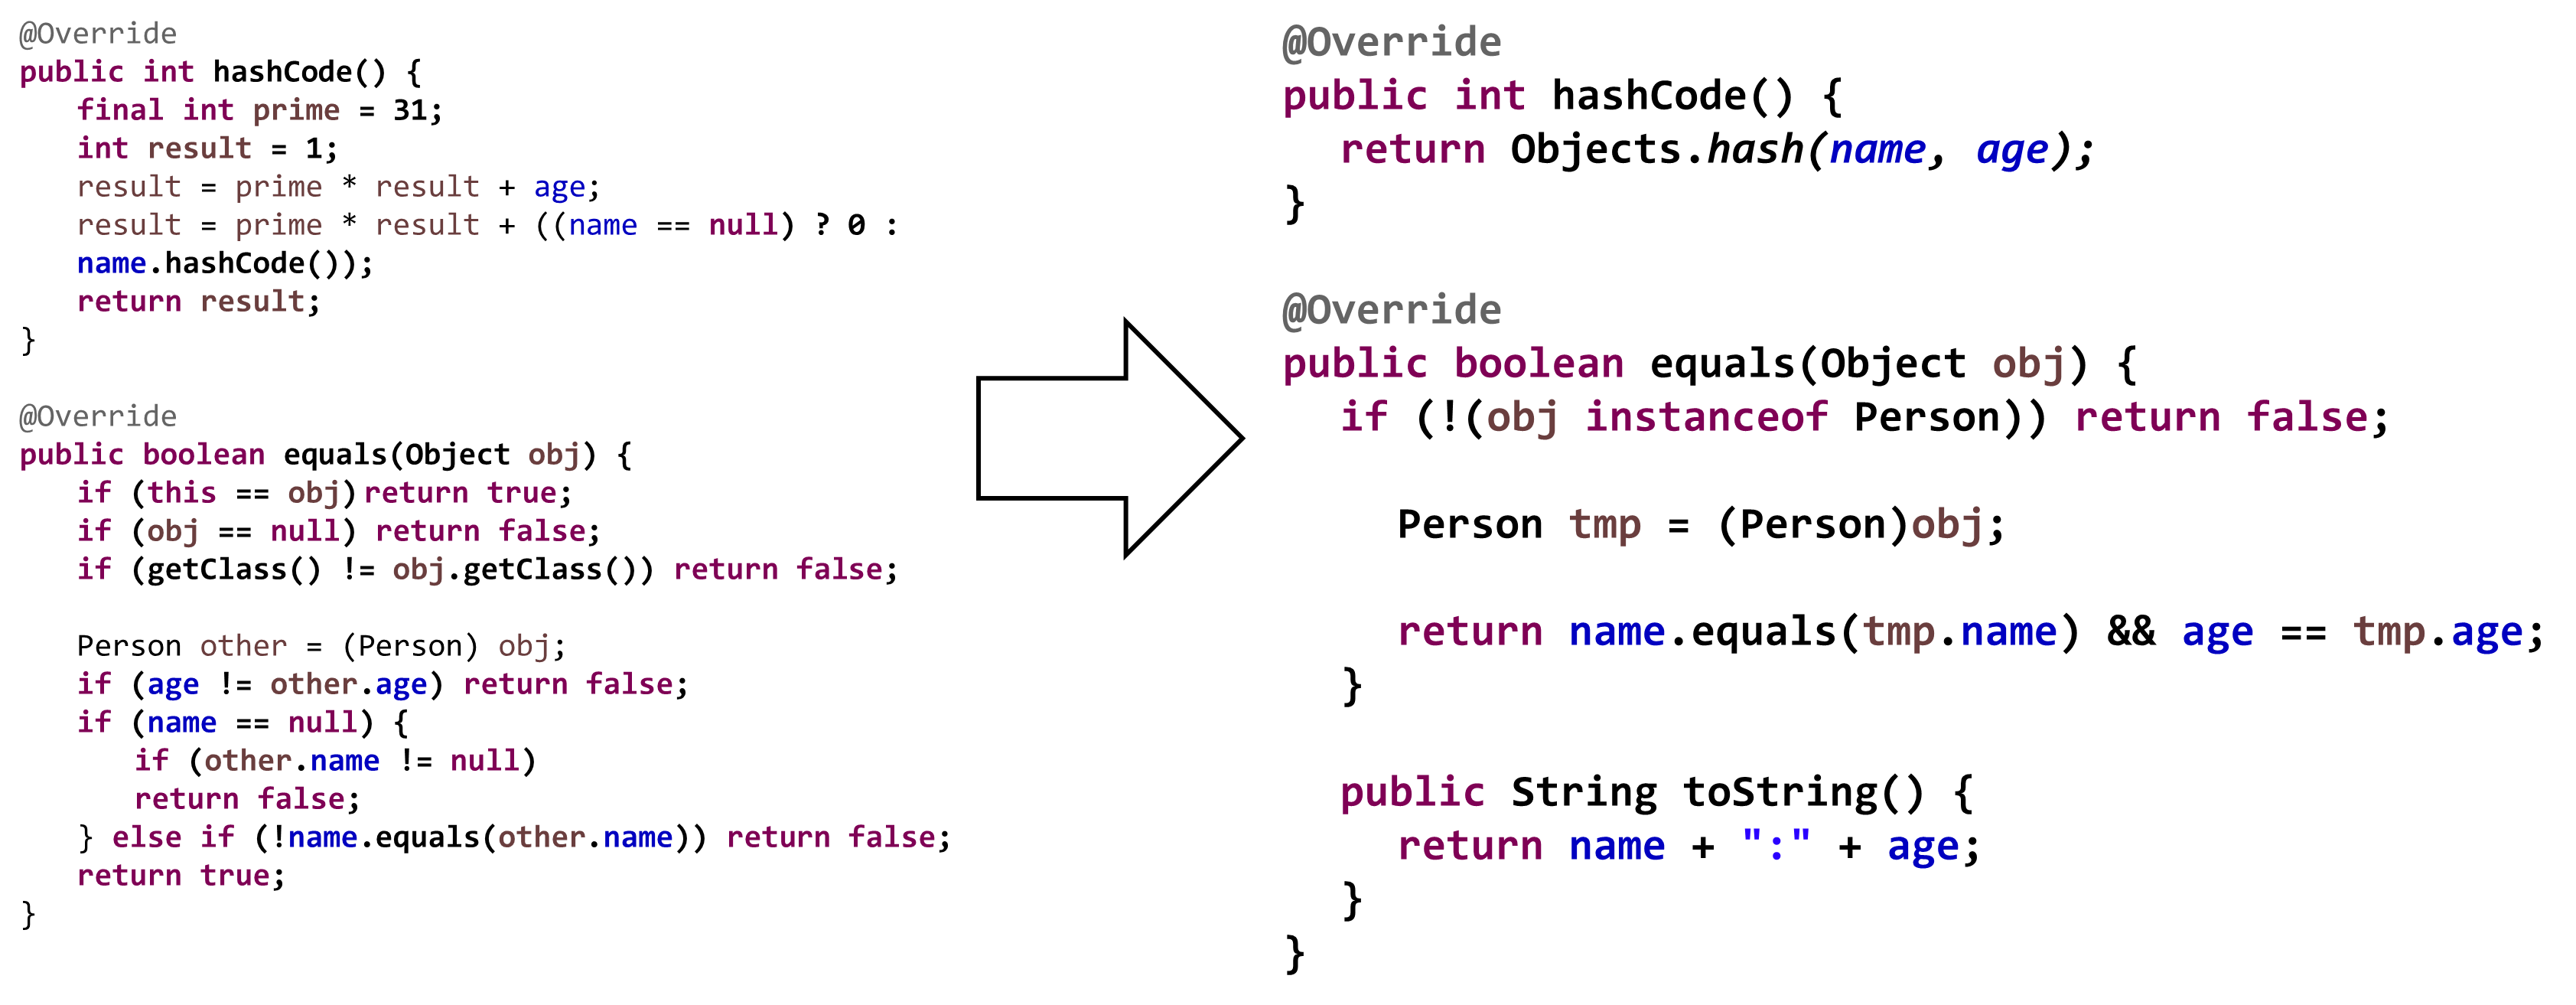 @Override
public int hashCode() {
final int prime = 31;
int result = 1;
result = prime * result + age;
result = prime * result + ((name == null) ? 0 :
name.hashCode());
return result;
}
@Override
public boolean equals(Object obj) {
if (this == obj)return true;
if (obj == null) return false;
if (getClass() != obj.getClass()) return false;
Person other = (Person) obj;
if (age != other.age) return false;
if (name == null) {
if (other.name != null)
return false;
} else if (!name.equals(other.name)) return false;
return true;
}
@Override
public int hashCode() {
return Objects.hash(name, age);
}
@Override
public boolean equals(Object obj) {
if (!(obj instanceof Person)) return false;
Person tmp = (Person)obj;
return name.equals(tmp.name) && age == tmp.age;
}
public String toString() {
return name + ":" + age;
}
}